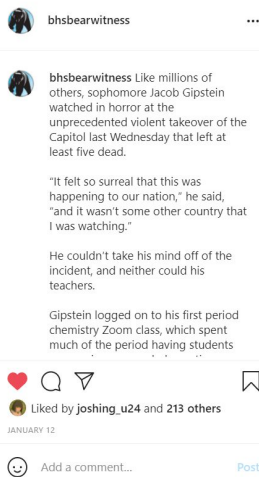 bhsbearwitness
bhsbearwitness Like millions of
others, sophomore Jacob Gipstein
watched in horror at the
unprecedented violent takeover of the
Capitol last Wednesday that left at
least five dead.
“It felt so surreal that this was
happening to our nation,” he said,
“and it wasn’t some other country that
I was watching.”
He couldn’t take his mind off of the
incident, and neither could his
teachers.
Gipstein logged on to his first period
chemistry Zoom class, which spent
much of the period having students
Liked by joshing_u24 and 213 others
JANUARY 12
Add a comment...
Post